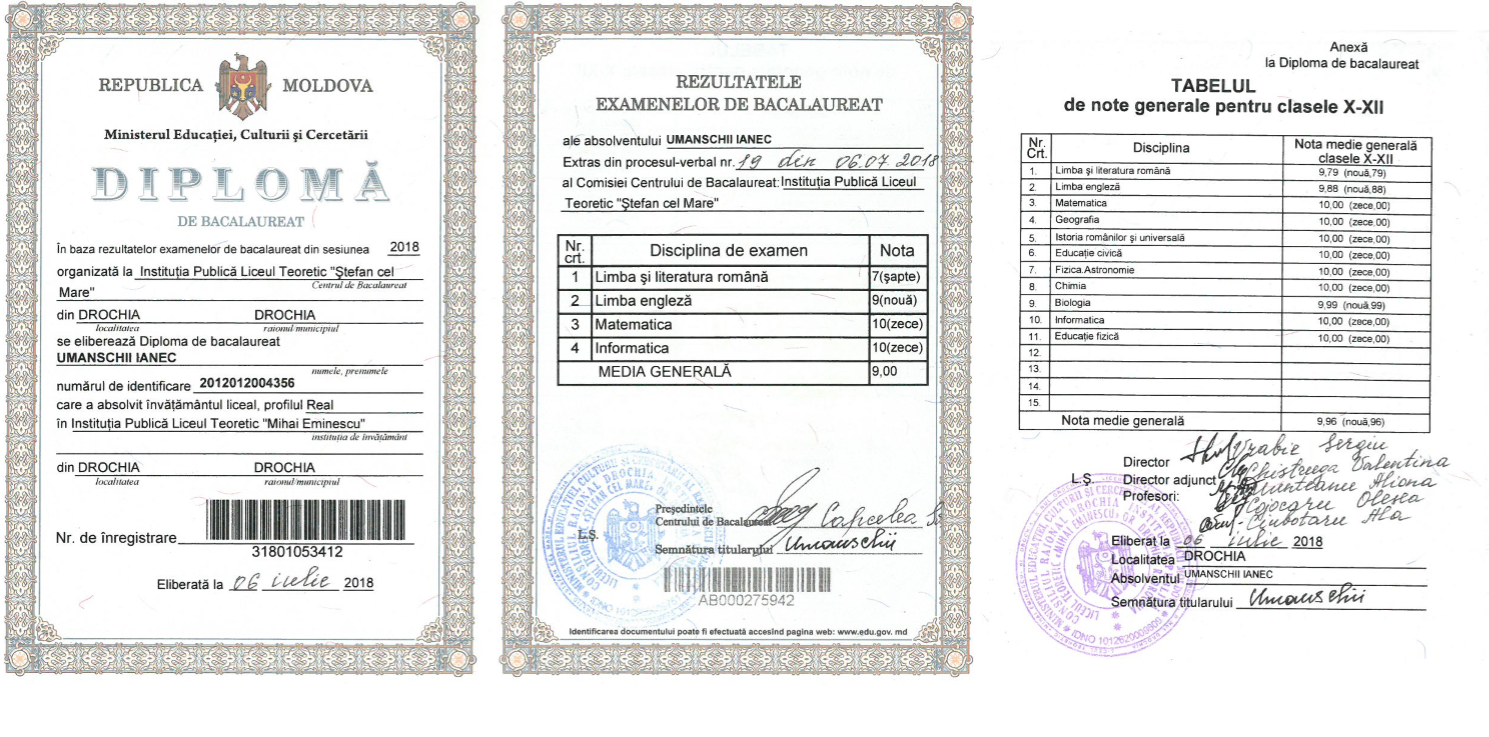 REPUBLICA MOLDOVA
Ministerul Educației, Culturii și Cercetării
DIPLOMĂ
DE BACALAUREAT
În baza rezultatelor examenelor de bacalaureat din sesiunea 2018
organizată la Instituția Publică Liceul Teoretic "Ștefan cel
Centrul de Bacalaureat
Mare"
din DROCHIA DROCHIA
localitatea raionul/municipiul
se eliberează Diploma de bacalaureat
UMANSCHII IANEC
numele, prenumele
numărul de identificare 2012012004356
care a absolvit învățământul liceal, profilul Real
în Instituția Publică Liceul Teoretic "Mihai Eminescu"
instituția de învățământ
din DROCHIA DROCHIA
localitatea raionul/municipiul
Nr. de înregistrare
31801053412
Eliberată la 06 iulie 2018
REZULTATELE
EXAMENELOR DE BACALAUREAT
ale absolventului UMANSCHII IANEC
Extras din procesul-verbal nr. 19 din 06.07.2018
al Comisiei Centrului de Bacalaureat: Instituția Publică Liceul
Teoretic "Ștefan cel Mare"
Nr. crt. Disciplina de examen Nota
1 Limba și literatura română 7(șapte)
2 Limba engleză 9(nouă)
3 Matematica 10(zece)
4 Informatica 10(zece)
MEDIA GENERALĂ 9,00
Președintele
Centrului de Bacalaureat Capcelea
L.Ș.
Semnătura titularului Umanschii
AB000275942
Identificarea documentului poate fi efectuată accesînd pagina web: www.edu.gov. md
Anexă
la Diploma de bacalaureat
TABELUL
de note generale pentru clasele X-XII
Nr. Crt. Disciplina Nota medie generală clasele X-XII
1. Limba și literatura română 9,79 (nouă,79)
2. Limba engleză 9,88 (nouă,88)
3. Matematica 10,00 (zece,00)
4. Geografia 10,00 (zece,00)
5. Istoria românilor și universală 10,00 (zece,00)
6. Educație civică 10,00 (zece,00)
7. Fizica.Astronomie 10,00 (zece,00)
8. Chimia 10,00 (zece,00)
9. Biologia 9,99 (nouă,99)
10. Informatica 10,00 (zece,00)
11. Educație fizică 10,00 (zece,00)
12.
13.
14.
15.
Nota medie generală 9,96 (nouă,96)
Director Vrabie Sergiu
L.Ș. Director adjunct Chistruga Valentina
Profesori: Munteanu Aliona
Cojocaru Olesea
Ciubotaru Ala
Eliberat la 06 iulie 2018
Localitatea DROCHIA
Absolventul UMANSCHII IANEC
Semnătura titularului Umanschii